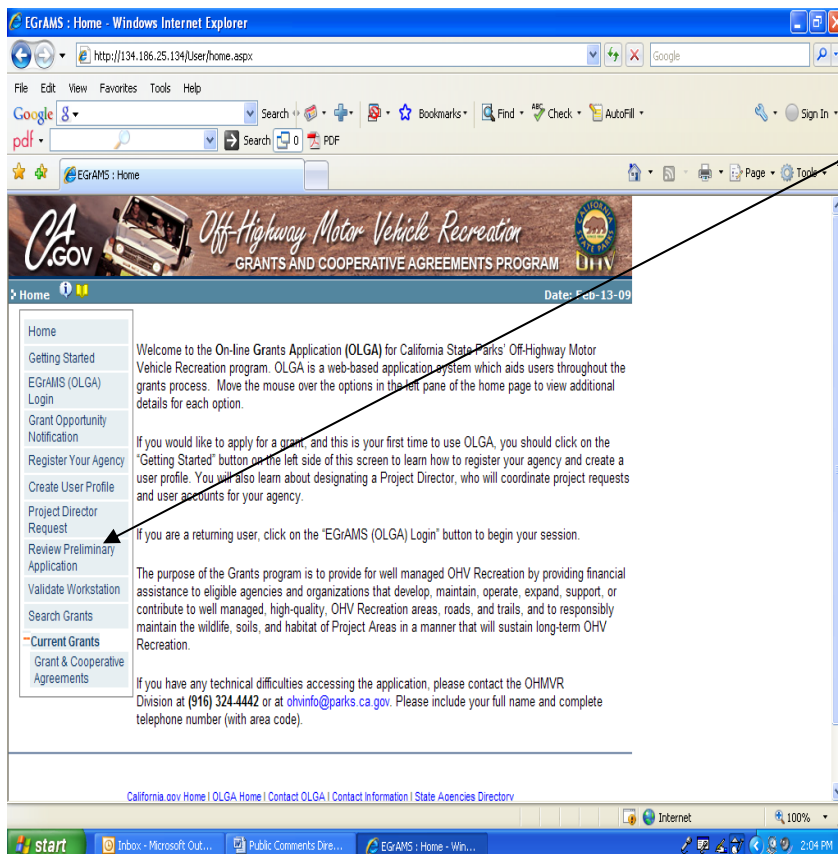 EGrAMS : Home - Windows Internet Explorer
http://134.186.25.134/User/home.aspx
Google
File Edit View Favorites Tools Help
Google
Search
Bookmarks
Find
Check
AutoFill
Sign In
pdf
Search
0
PDF
EGrAMS : Home
Page
Tools
CA
.GOV
Off-Highway Motor Vehicle Recreation
GRANTS AND COOPERATIVE AGREEMENTS PROGRAM
CALIFORNIA
STATE PARKS
OHV
Home
Date: Feb-13-09
Home
Getting Started
EGrAMS (OLGA)
Login
Grant Opportunity
Notification
Register Your Agency
Create User Profile
Project Director
Request
Review Preliminary
Application
Validate Workstation
Search Grants
Current Grants
Grant & Cooperative
Agreements
Welcome to the On-line Grants Application (OLGA) for California State Parks' Off-Highway Motor
Vehicle Recreation program. OLGA is a web-based application system which aids users throughout the
grants process. Move the mouse over the options in the left pane of the home page to view additional
details for each option.
If you would like to apply for a grant, and this is your first time to use OLGA, you should click on the
"Getting Started" button on the left side of this screen to learn how to register your agency and create a
user profile. You will also learn about designating a Project Director, who will coordinate project requests
and user accounts for your agency.
If you are a returning user, click on the "EGrAMS (OLGA) Login" button to begin your session.
The purpose of the Grants program is to provide for well managed OHV Recreation by providing financial
assistance to eligible agencies and organizations that develop, maintain, operate, expand, support, or
contribute to well managed, high-quality, OHV Recreation areas, roads, and trails, and to responsibly
maintain the wildlife, soils, and habitat of Project Areas in a manner that will sustain long-term OHV
Recreation.
If you have any technical difficulties accessing the application, please contact the OHMVR
Division at (916) 324-4442 or at ohvinfo@parks.ca.gov. Please include your full name and complete
telephone number (with area code).
California.gov Home | OLGA Home | Contact OLGA | Contact Information | State Agencies Directory
Internet
100%
start
Inbox - Microsoft Out...
Public Comments Dire...
EGrAMS : Home - Win...
2:04 PM